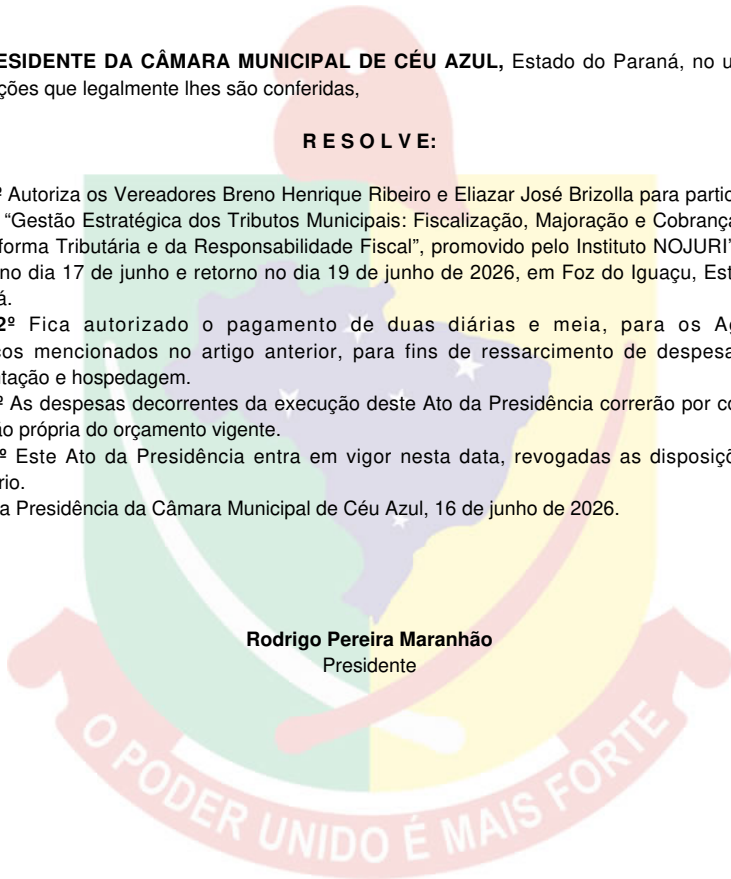 ESIDENTE DA CÂMARA MUNICIPAL DE CÉU AZUL, Estado do Paraná, no u
ções que legalmente lhes são conferidas,
R E S O L V E:
º Autoriza os Vereadores Breno Henrique Ribeiro e Eliazar José Brizolla para partic
“Gestão Estratégica dos Tributos Municipais: Fiscalização, Majoração e Cobranç
forma Tributária e da Responsabilidade Fiscal”, promovido pelo Instituto NOJURI”
no dia 17 de junho e retorno no dia 19 de junho de 2026, em Foz do Iguaçu, Est
á.
2º Fica autorizado o pagamento de duas diárias e meia, para os Ag
cos mencionados no artigo anterior, para fins de ressarcimento de despesa
ntação e hospedagem.
º As despesas decorrentes da execução deste Ato da Presidência correrão por co
ão própria do orçamento vigente.
º Este Ato da Presidência entra em vigor nesta data, revogadas as disposiçõ
rio.
a Presidência da Câmara Municipal de Céu Azul, 16 de junho de 2026.
Rodrigo Pereira Maranhão
Presidente
O PODER UNIDO É MAIS FORTE